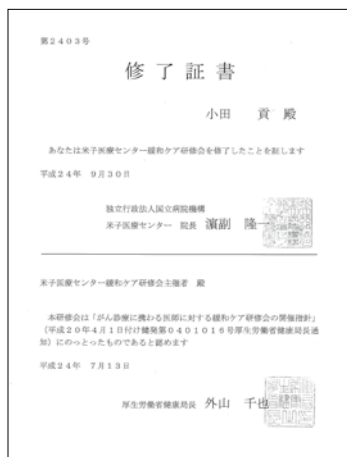 第2403号
修了証書
小田 貢 殿
あなたは米子医療センター緩和ケア研修会を修了したことを証します
平成24年 9月30日
独立行政法人国立病院機構
米子医療センター 院長 濵副 隆一
米子医療センター緩和ケア研修会主催者 殿
本研修会は「がん診療に携わる医師に対する緩和ケア研修会の開催指針」
（平成20年4月1日付け健発第0401016号厚生労働省健康局長通
知）にのっとったものであると認めます
平成24年 7月13日
厚生労働省健康局長 外山 千也